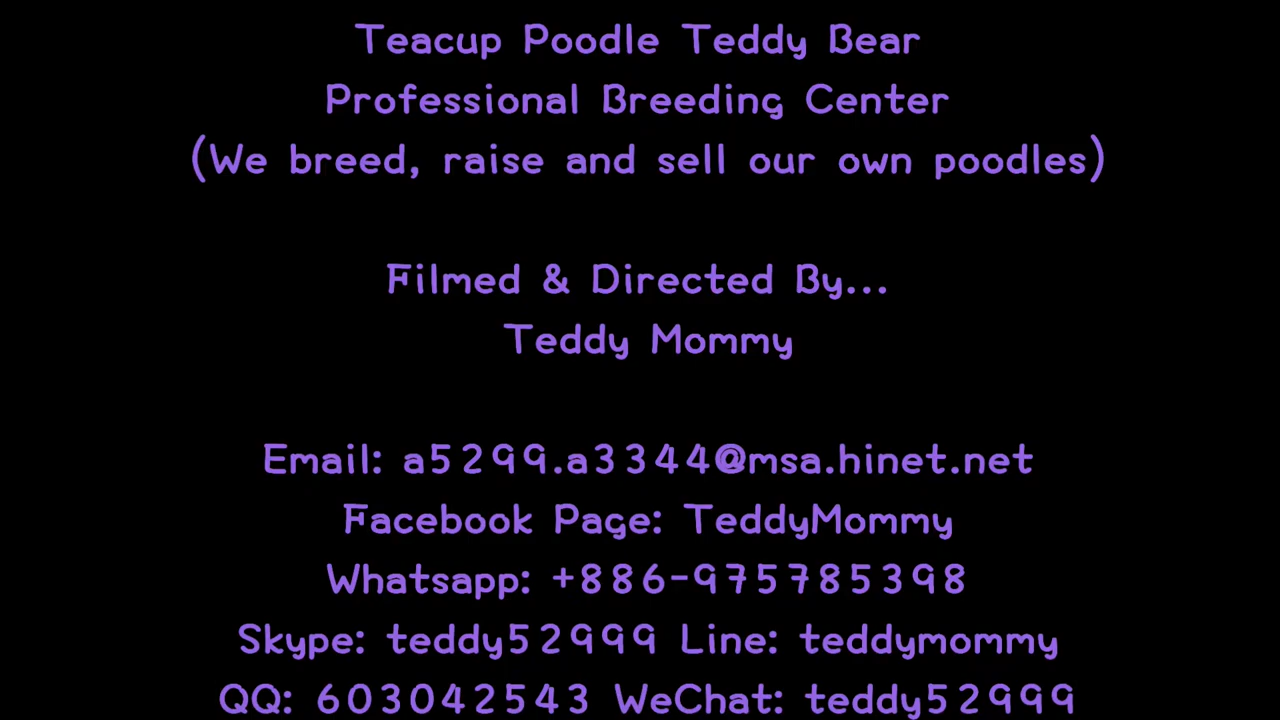 Teacup Poodle Teddy Bear
Professional Breeding Center
(We breed, raise and sell our own poodles)
Filmed & Directed By...
Teddy Mommy
Email: a5299.a3344@msa.hinet.net
Facebook Page: TeddyMommy
Whatsapp: +886-975785398
Skype: teddy52999 Line: teddymommy
QQ: 603042543 WeChat: teddy52999